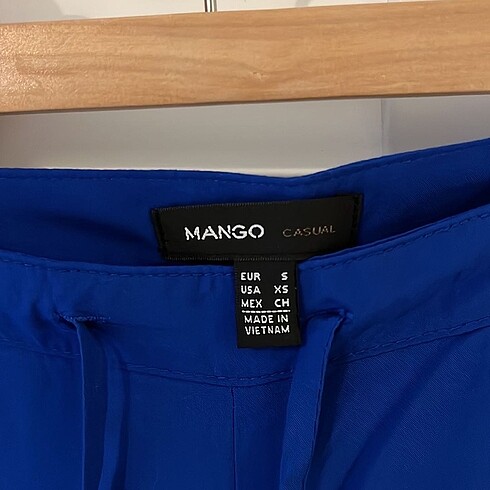 MANGO CASUAL
EUR S
USA XS
MEX CH
MADE IN
VIETNAM